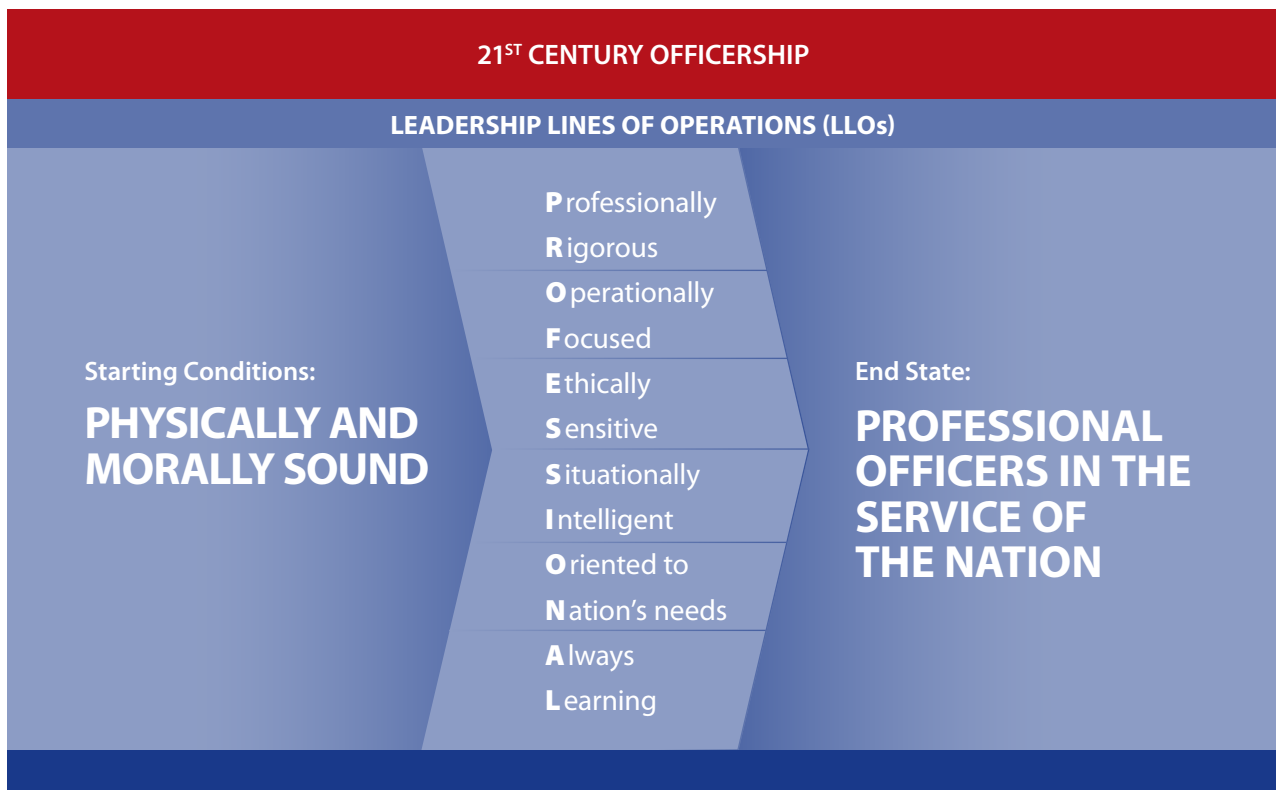 21ST CENTURY OFFICERSHIP
LEADERSHIP LINES OF OPERATIONS (LLOs)
Starting Conditions:
PHYSICALLY AND
MORALLY SOUND
Professionally
Rigorous
Operationally
Focused
Ethically
Sensitive
Situationally
Intelligent
Oriented to
Nation’s needs
Always
Learning
End State:
PROFESSIONAL
OFFICERS IN THE
SERVICE OF
THE NATION